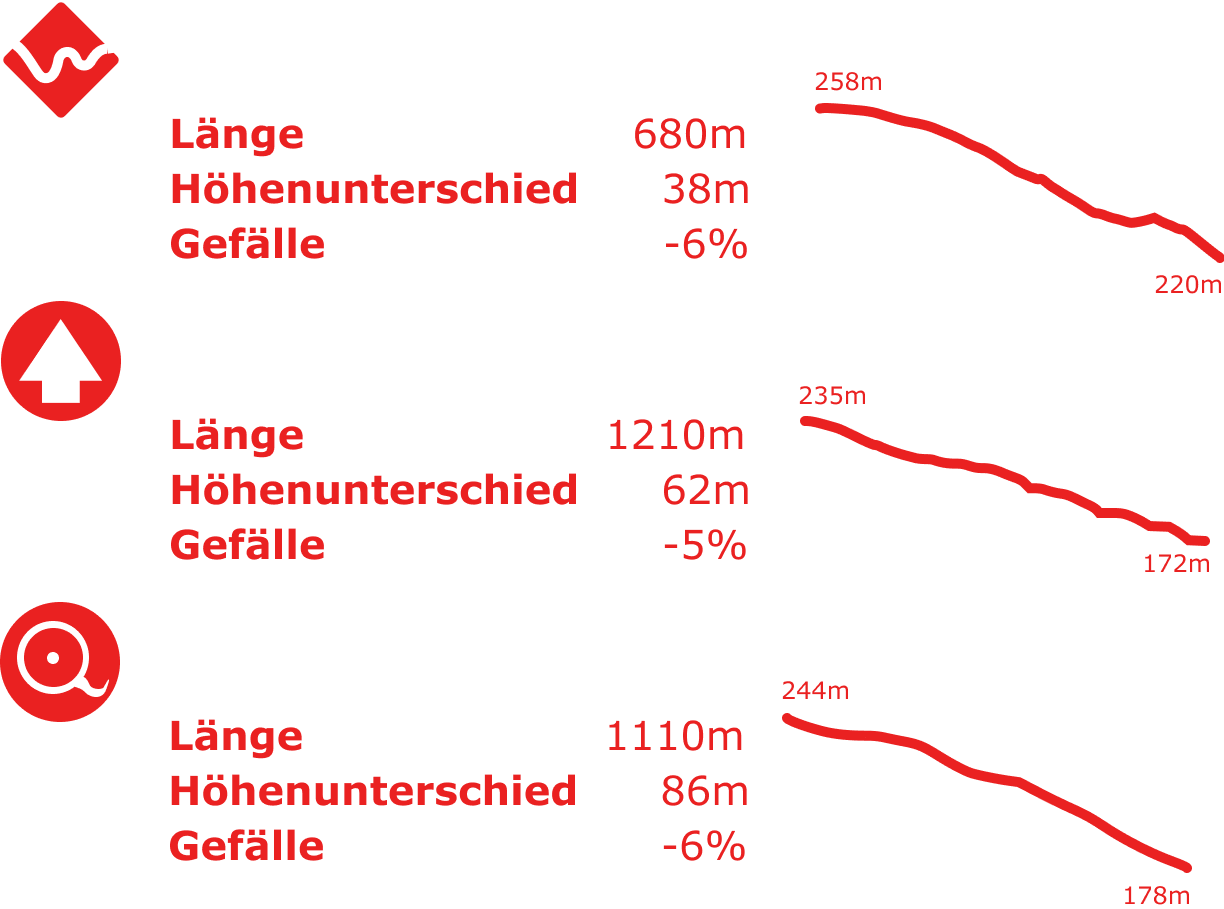 258m
Länge 680m
Höhenunterschied 38m
Gefälle -6%
220m
235m
Länge 1210m
Höhenunterschied 62m
Gefälle -5%
172m
244m
Länge 1110m
Höhenunterschied 86m
Gefälle -6%
178m